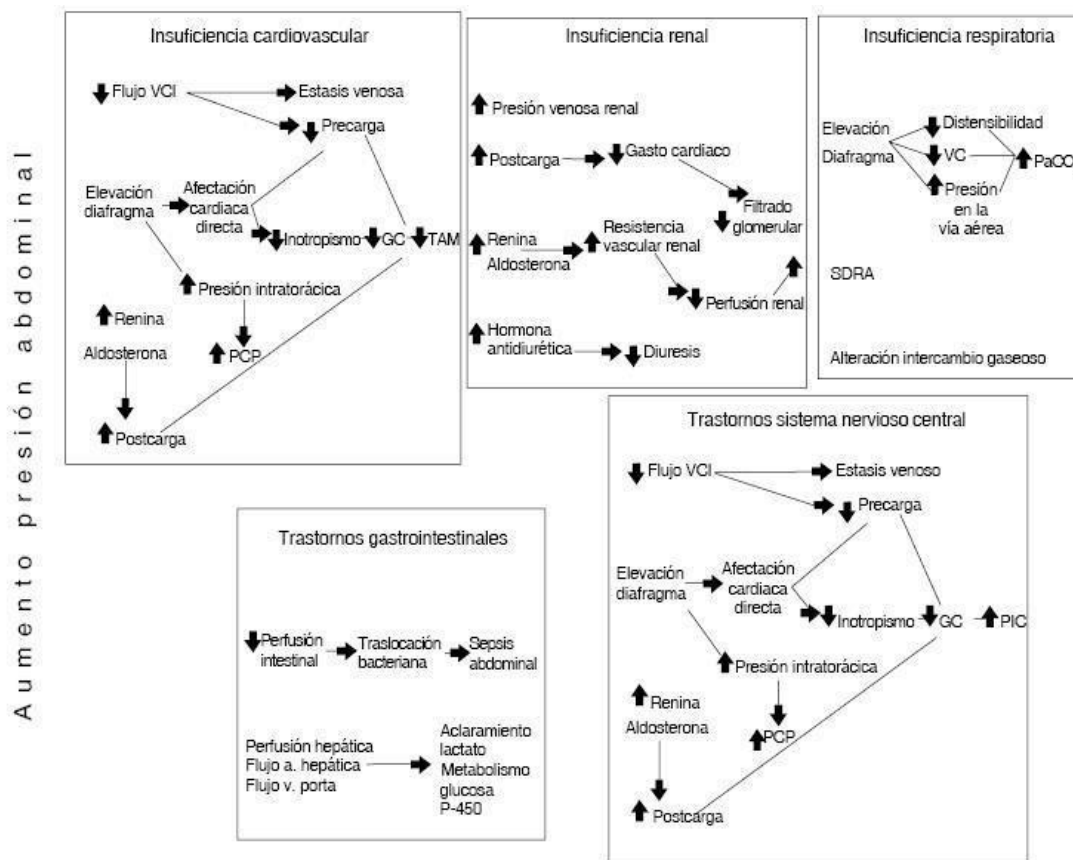 Aumento presión abdominal
Insuficiencia cardiovascular
Flujo VCI
Estasis venosa
Precarga
Elevación
diafragma
Afectación
cardiaca
directa
Inotropismo
GC
TAM
Presión intratorácica
Renina
PCP
Aldosterona
Postcarga
Insuficiencia renal
Presión venosa renal
Postcarga
Gasto cardíaco
Filtrado
glomerular
Renina
Aldosterona
Resistencia
vascular renal
Perfusión renal
Hormona
antidiurética
Diuresis
Insuficiencia respiratoria
Elevación
Diafragma
Distensibilidad
VC
PaCO
Presión
en la
vía aérea
SDRA
Alteración intercambio gaseoso
Trastornos gastrointestinales
Perfusión
intestinal
Traslocación
bacteriana
Sepsis
abdominal
Perfusión hepática
Flujo a. hepática
Flujo v. porta
Aclaramiento
lactato
Metabolismo
glucosa
P-450
Trastornos sistema nervioso central
Flujo VCI
Estasis venoso
Precarga
Elevación
diafragma
Afectación
cardiaca
directa
Inotropismo
GC
PIC
Presión intratorácica
Renina
Aldosterona
PCP
Postcarga